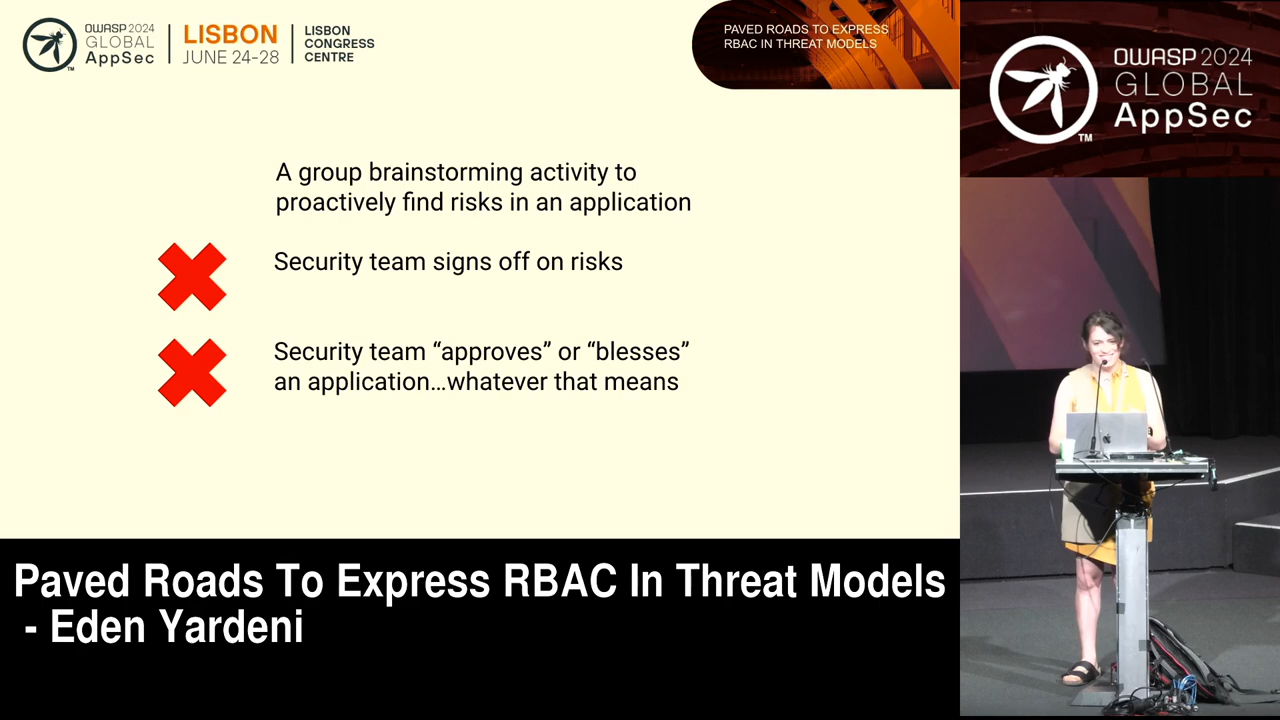 OWASP 2024
GLOBAL
AppSec
LISBON
JUNE 24-28
LISBON
CONGRESS
CENTRE
PAVED ROADS TO EXPRESS
RBAC IN THREAT MODELS
A group brainstorming activity to
proactively find risks in an application
Security team signs off on risks
Security team “approves” or “blesses”
an application…whatever that means
Paved Roads To Express RBAC In Threat Models
- Eden Yardeni
OWASP 2024
GLOBAL
AppSec
TM